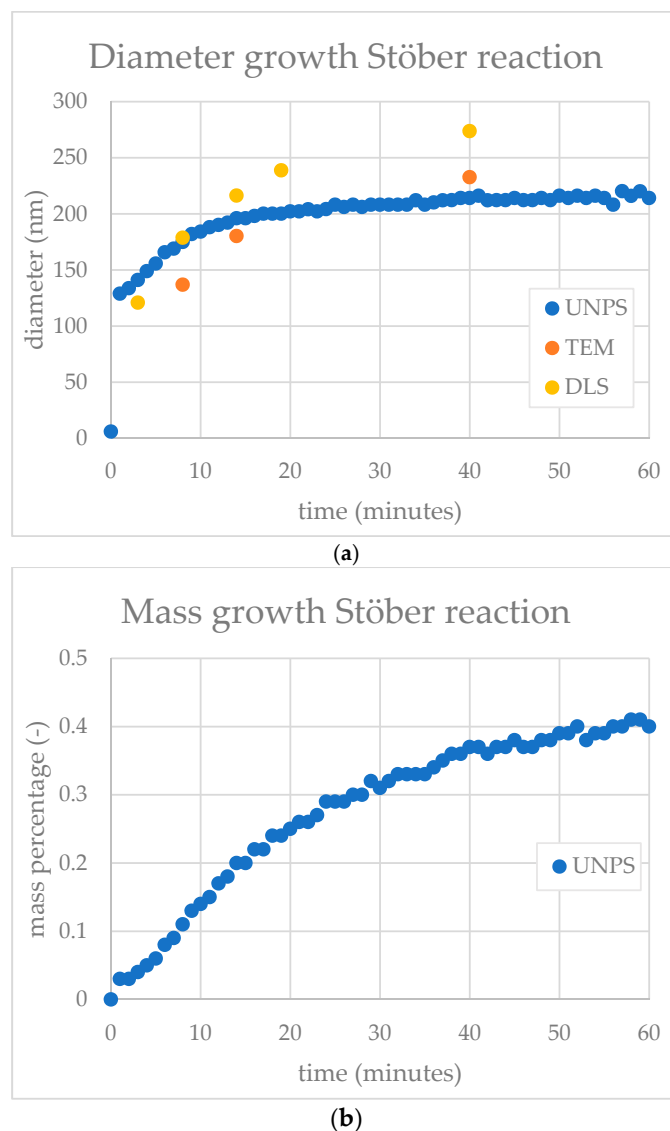 Diameter growth Stöber reaction
300
250
200
150
100
50
0
diameter (nm)
UNPS
TEM
DLS
0 10 20 30 40 50 60
time (minutes)
(a)
Mass growth Stöber reaction
0.5
0.4
0.3
0.2
0.1
0
mass percentage (-)
UNPS
0 10 20 30 40 50 60
time (minutes)
(b)